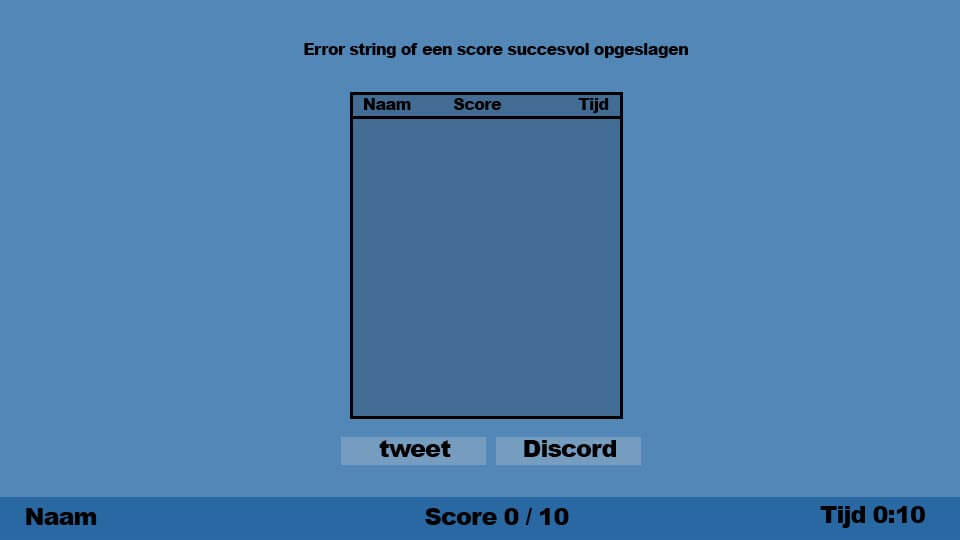 Error string of een score succesvol opgeslagen
Naam Score Tijd
tweet Discord
Naam Score 0 / 10 Tijd 0:10